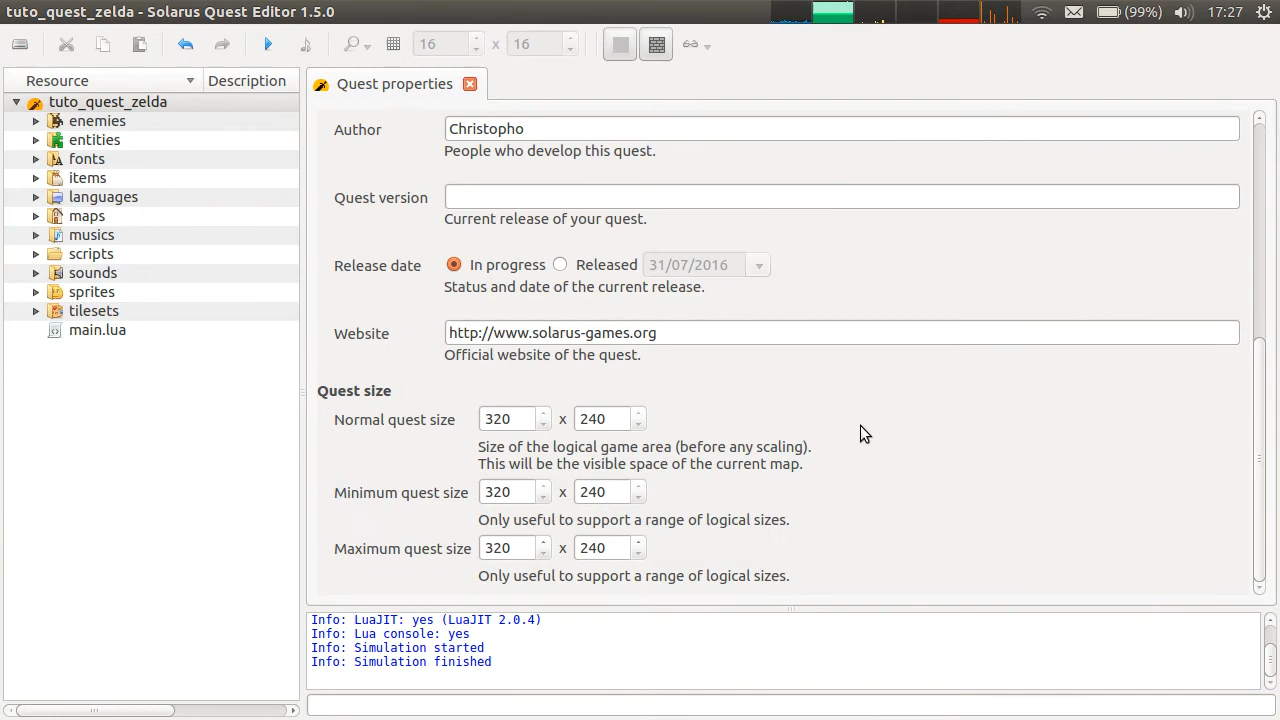 tuto_quest_zelda - Solarus Quest Editor 1.5.0
(99%)
17:27
16 x 16
Resource
Description
tuto_quest_zelda
enemies
entities
fonts
items
languages
maps
musics
scripts
sounds
sprites
tilesets
main.lua
Quest properties
Author
Christopho
People who develop this quest.
Quest version
Current release of your quest.
Release date
In progress
Released
31/07/2016
Status and date of the current release.
Website
http://www.solarus-games.org
Official website of the quest.
Quest size
Normal quest size
320 x 240
Size of the logical game area (before any scaling).
This will be the visible space of the current map.
Minimum quest size
320 x 240
Only useful to support a range of logical sizes.
Maximum quest size
320 x 240
Only useful to support a range of logical sizes.
Info: LuaJIT: yes (LuaJIT 2.0.4)
Info: Lua console: yes
Info: Simulation started
Info: Simulation finished